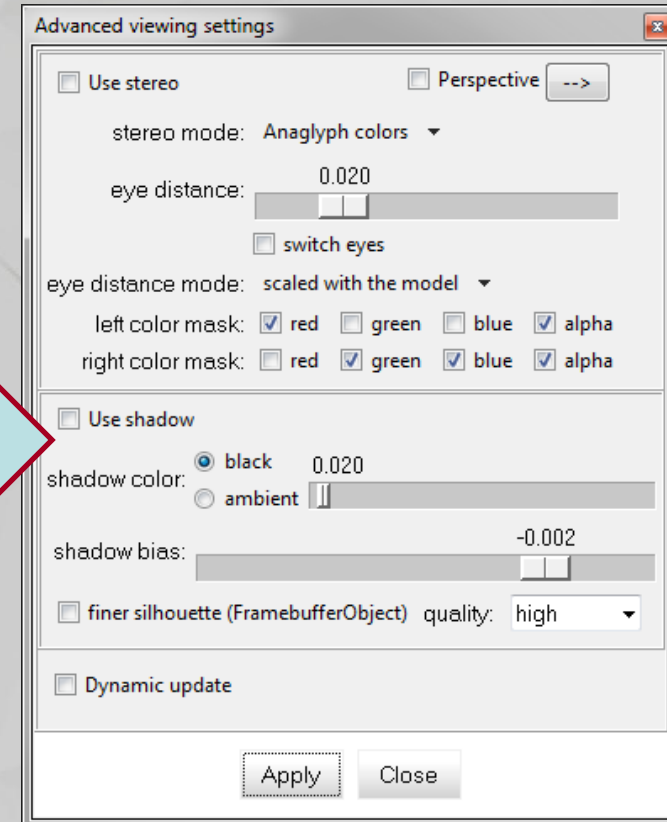 Advanced viewing settings
Use stereo Perspective -->
stereo mode: Anaglyph colors
0.020
eye distance:
switch eyes
eye distance mode: scaled with the model
left color mask: red green blue alpha
right color mask: red green blue alpha
Use shadow
black 0.020
shadow color:
ambient
-0.002
shadow bias:
finer silhouette (FramebufferObject) quality: high
Dynamic update
Apply Close